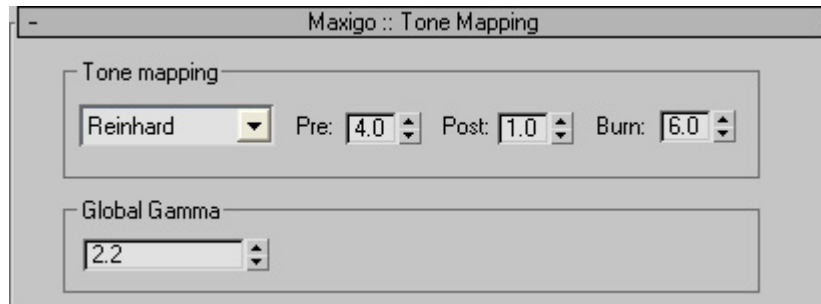 - Maxigo :: Tone Mapping
Tone mapping
Reinhard Pre: 4.0 Post: 1.0 Burn: 6.0
Global Gamma
2.2